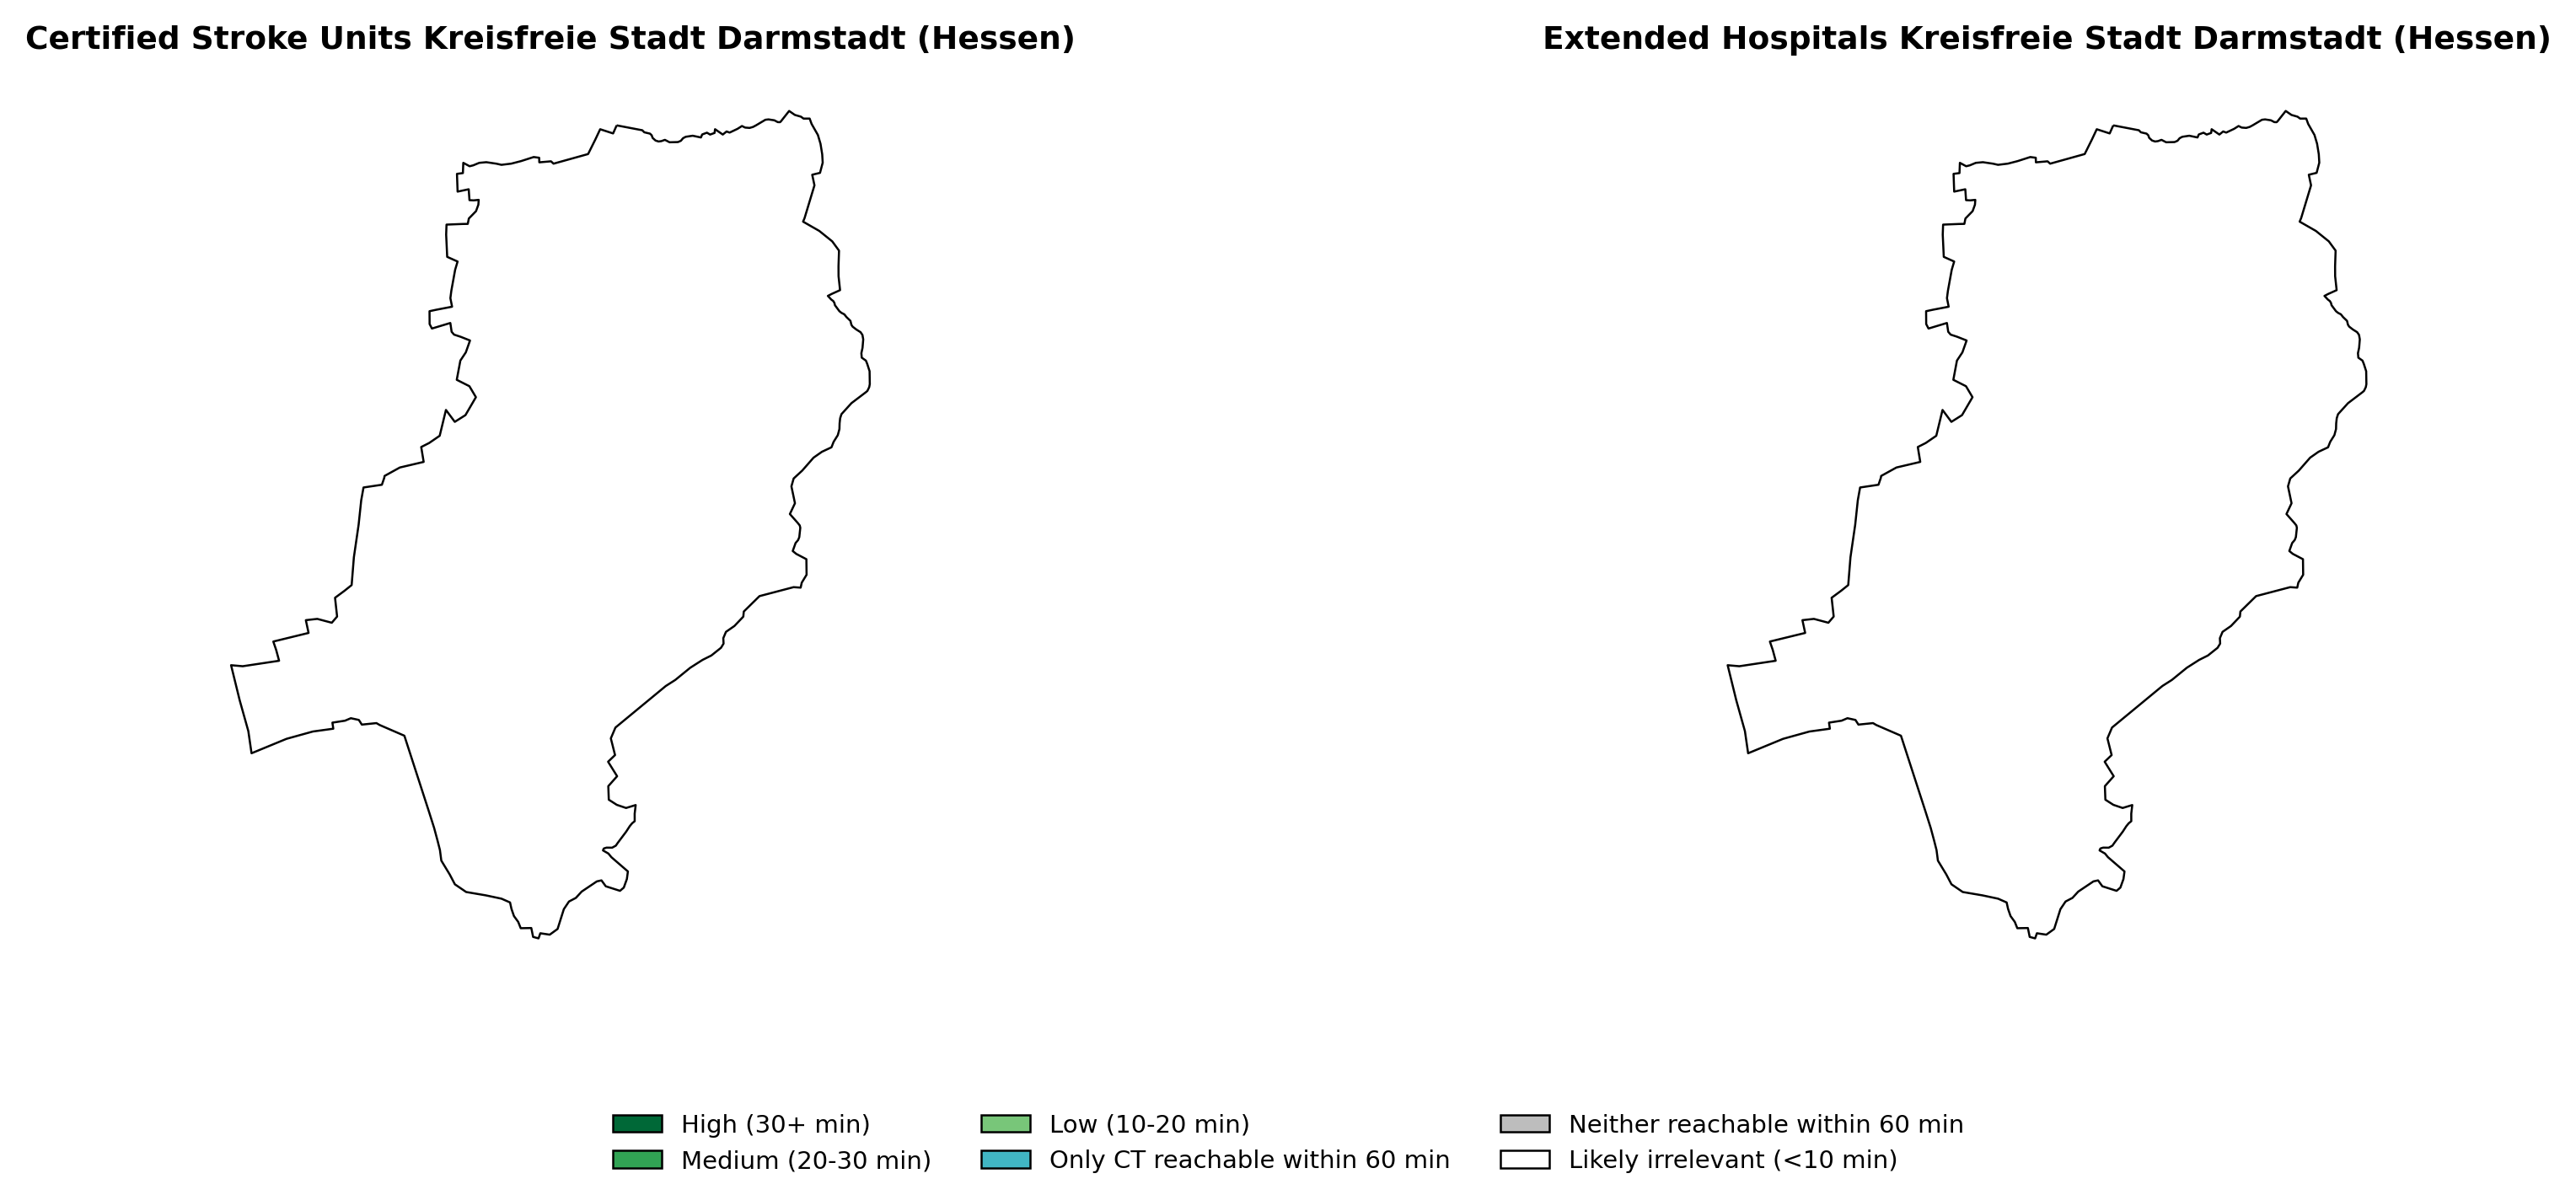 Certified Stroke Units Kreisfreie Stadt Darmstadt (Hessen)
Extended Hospitals Kreisfreie Stadt Darmstadt (Hessen)
High (30+ min)
Medium (20-30 min)
Low (10-20 min)
Only CT reachable within 60 min
Neither reachable within 60 min
Likely irrelevant (<10 min)